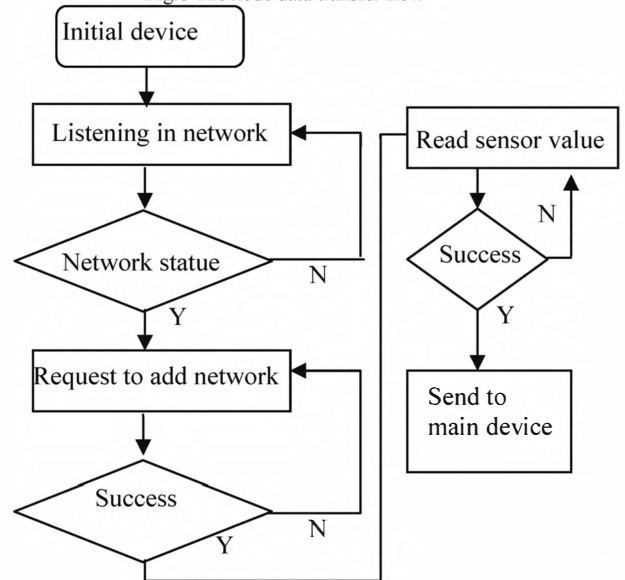 Initial device
Listening in network
Network statue
N
Y
Request to add network
Success
N
Y
Read sensor value
N
Success
Y
Send to
main device